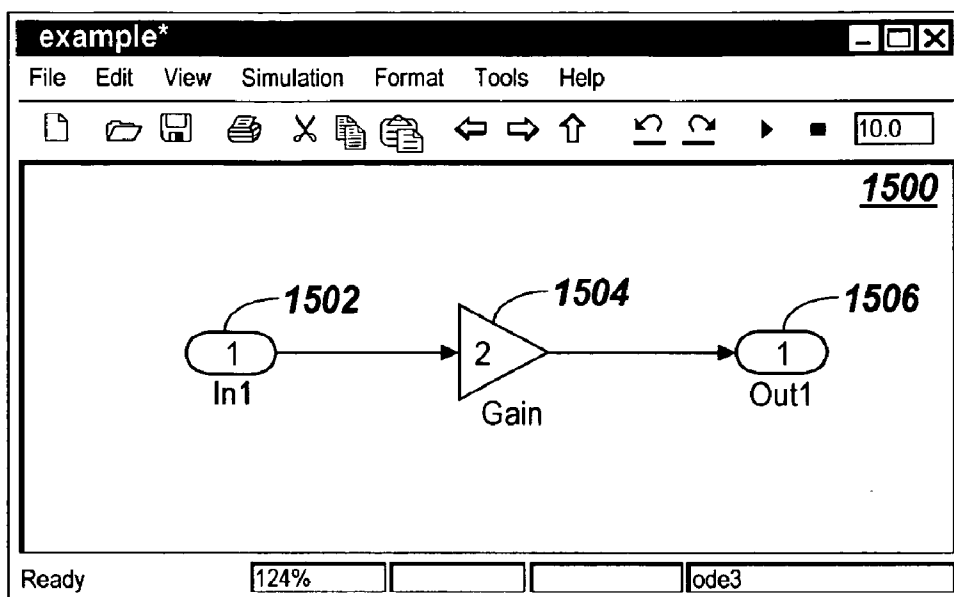 example*
File Edit View Simulation Format Tools Help
10.0
1500
1502 1504 1506
1 2 1
In1 Gain Out1
Ready 124% ode3